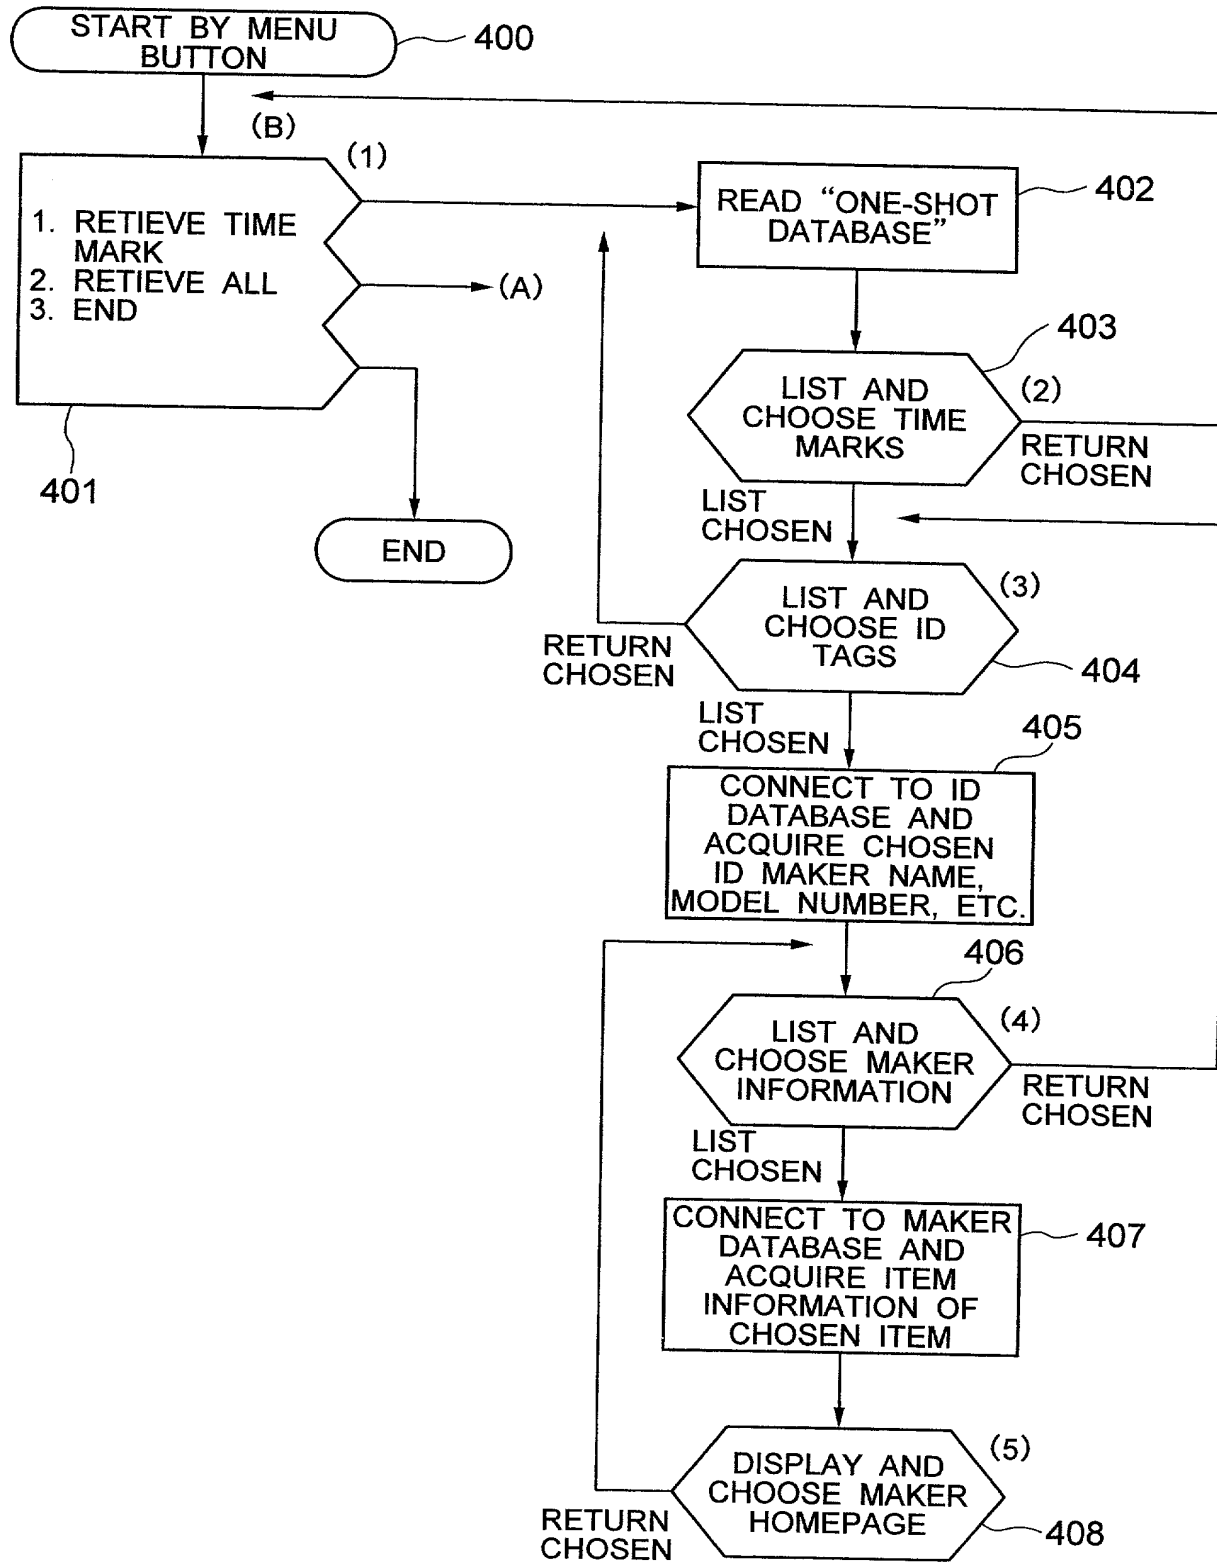 START BY MENU
BUTTON
400
(B)
(1)
1. RETIEVE TIME
MARK
2. RETIEVE ALL
3. END
401
(A)
END
READ “ONE-SHOT
DATABASE”
402
403
LIST AND
CHOOSE TIME
MARKS
(2)
RETURN
CHOSEN
LIST
CHOSEN
LIST AND
CHOOSE ID
TAGS
(3)
404
RETURN
CHOSEN
LIST
CHOSEN
405
CONNECT TO ID
DATABASE AND
ACQUIRE CHOSEN
ID MAKER NAME,
MODEL NUMBER, ETC.
406
LIST AND
CHOOSE MAKER
INFORMATION
(4)
RETURN
CHOSEN
LIST
CHOSEN
CONNECT TO MAKER
DATABASE AND
ACQUIRE ITEM
INFORMATION OF
CHOSEN ITEM
407
DISPLAY AND
CHOOSE MAKER
HOMEPAGE
(5)
408
RETURN
CHOSEN